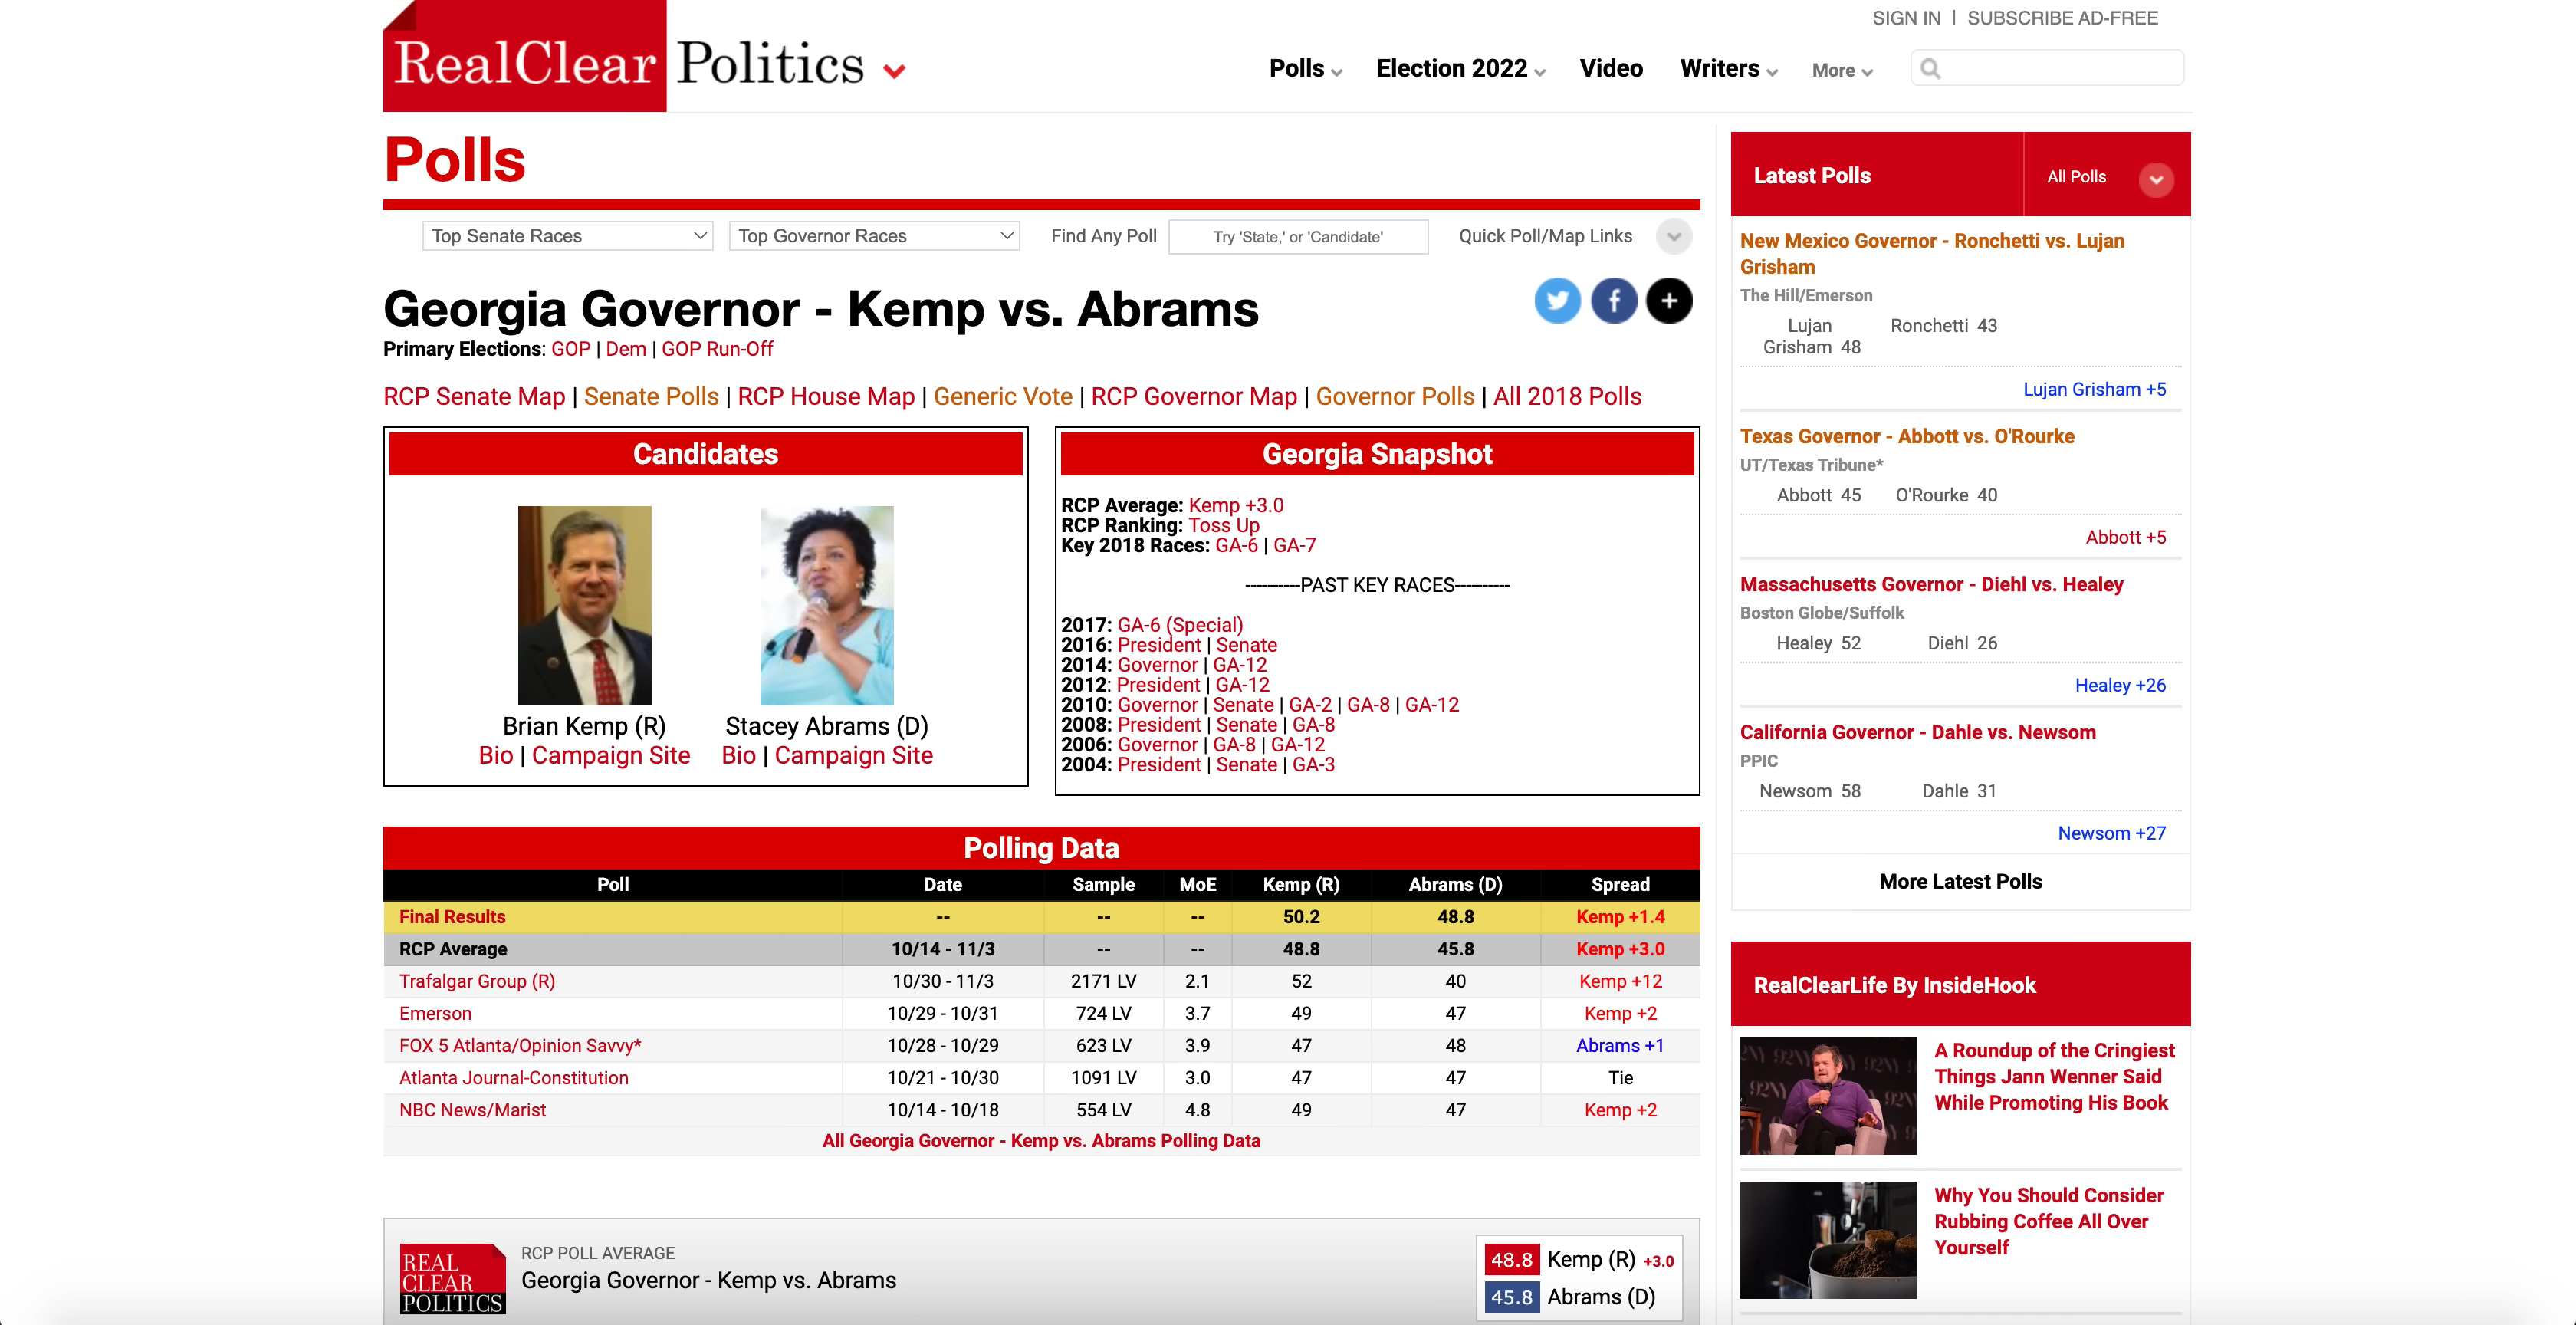 SIGN IN | SUBSCRIBE AD-FREE
RealClear Politics
Polls Election 2022 Video Writers More
Polls
Top Senate Races Top Governor Races Find Any Poll Try 'State,' or 'Candidate' Quick Poll/Map Links
Georgia Governor - Kemp vs. Abrams
Primary Elections: GOP | Dem | GOP Run-Off
RCP Senate Map | Senate Polls | RCP House Map | Generic Vote | RCP Governor Map | Governor Polls | All 2018 Polls
Candidates
Brian Kemp (R) Stacey Abrams (D)
Bio | Campaign Site Bio | Campaign Site
Georgia Snapshot
RCP Average: Kemp +3.0
RCP Ranking: Toss Up
Key 2018 Races: GA-6 | GA-7
----------PAST KEY RACES----------
2017: GA-6 (Special)
2016: President | Senate
2014: Governor | GA-12
2012: President | GA-12
2010: Governor | Senate | GA-2 | GA-8 | GA-12
2008: President | Senate | GA-8
2006: Governor | GA-8 | GA-12
2004: President | Senate | GA-3
Polling Data
Poll Date Sample MoE Kemp (R) Abrams (D) Spread
Final Results -- -- -- 50.2 48.8 Kemp +1.4
RCP Average 10/14 - 11/3 -- -- 48.8 45.8 Kemp +3.0
Trafalgar Group (R) 10/30 - 11/3 2171 LV 2.1 52 40 Kemp +12
Emerson 10/29 - 10/31 724 LV 3.7 49 47 Kemp +2
FOX 5 Atlanta/Opinion Savvy* 10/28 - 10/29 623 LV 3.9 47 48 Abrams +1
Atlanta Journal-Constitution 10/21 - 10/30 1091 LV 3.0 47 47 Tie
NBC News/Marist 10/14 - 10/18 554 LV 4.8 49 47 Kemp +2
All Georgia Governor - Kemp vs. Abrams Polling Data
REAL
CLEAR
POLITICS
RCP POLL AVERAGE
Georgia Governor - Kemp vs. Abrams
48.8 Kemp (R) +3.0
45.8 Abrams (D)
Latest Polls All Polls
New Mexico Governor - Ronchetti vs. Lujan
Grisham
The Hill/Emerson
Lujan Ronchetti 43
Grisham 48
Lujan Grisham +5
Texas Governor - Abbott vs. O'Rourke
UT/Texas Tribune*
Abbott 45 O'Rourke 40
Abbott +5
Massachusetts Governor - Diehl vs. Healey
Boston Globe/Suffolk
Healey 52 Diehl 26
Healey +26
California Governor - Dahle vs. Newsom
PPIC
Newsom 58 Dahle 31
Newsom +27
More Latest Polls
RealClearLife By InsideHook
A Roundup of the Cringiest
Things Jann Wenner Said
While Promoting His Book
Why You Should Consider
Rubbing Coffee All Over
Yourself